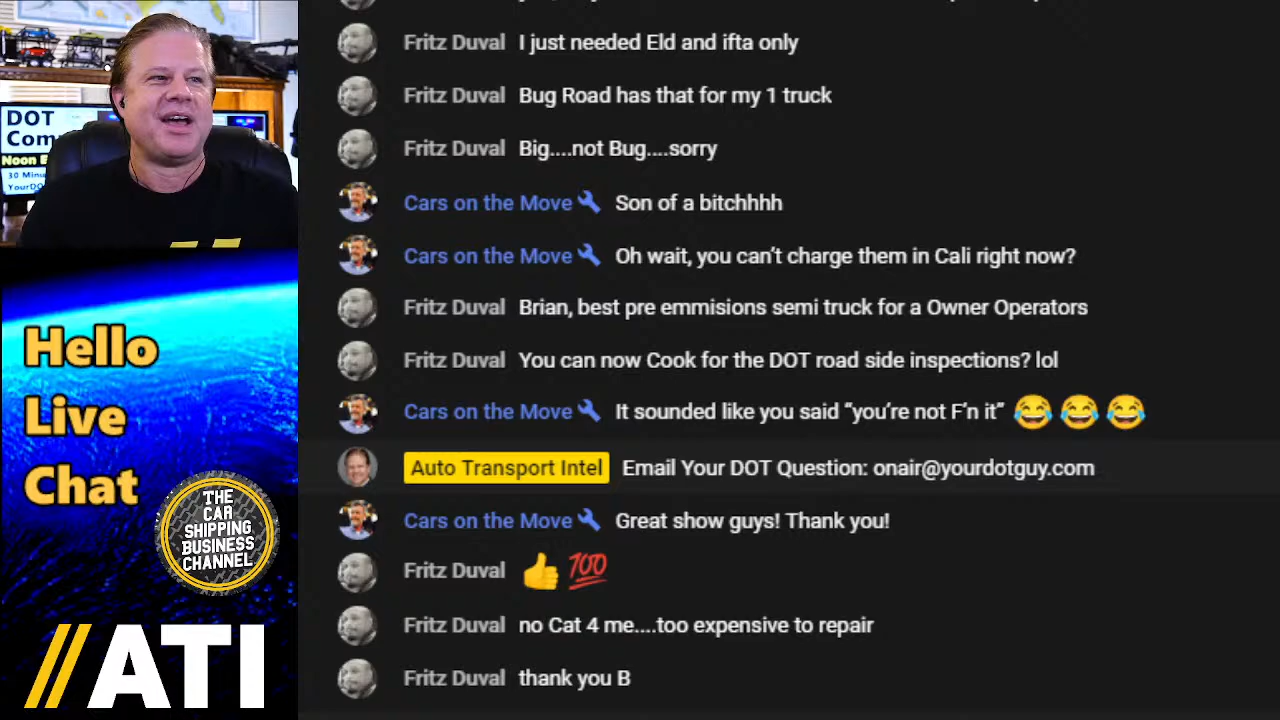 DOT
Com
Noon E
30 Minu
YourDO
Hello
Live
Chat
THE
CAR
SHIPPING
BUSINESS
CHANNEL
//ATI
Fritz Duval I just needed Eld and ifta only
Fritz Duval Bug Road has that for my 1 truck
Fritz Duval Big....not Bug....sorry
Cars on the Move Son of a bitchhhh
Cars on the Move Oh wait, you can’t charge them in Cali right now?
Fritz Duval Brian, best pre emmisions semi truck for a Owner Operators
Fritz Duval You can now Cook for the DOT road side inspections? lol
Cars on the Move It sounded like you said “you’re not F’n it” 😂 😂 😂
Auto Transport Intel Email Your DOT Question: onair@yourdotguy.com
Cars on the Move Great show guys! Thank you!
Fritz Duval 👍 💯
Fritz Duval no Cat 4 me....too expensive to repair
Fritz Duval thank you B